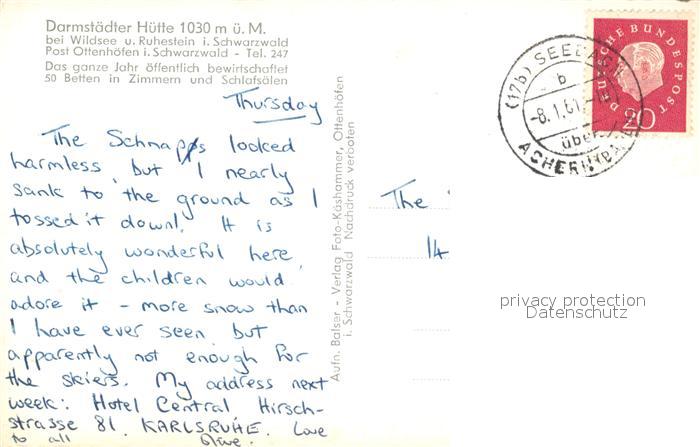 Darmstädter Hütte 1030 m ü. M.
bei Wildsee u. Ruhestein i. Schwarzwald
Post Ottenhöfen i. Schwarzwald - Tel. 247
Das ganze Jahr öffentlich bewirtschaftet
50 Betten in Zimmern und Schlafsälen
Thursday
The Schnapps looked
harmless, but I nearly
sank to the ground as I
tossed it down! It is
absolutely wonderful here,
and the children would
adore it - more snow than
I have ever seen, but
apparently not enough for
the skiers. My address next
week: Hotel Central Hirsch-
strasse 81. KARLSRUHE. Love
to all Olive.
Aufn. Balser - Verlag Foto-Käshammer, Ottenhöfen
i. Schwarzwald Nachdruck verboten
The
14
DEUTSCHE BUNDESPOST
20
(17b) SEEBACH
b
-8.1.61.-
über
ACHERN (BADEN)
privacy protection
Datenschutz